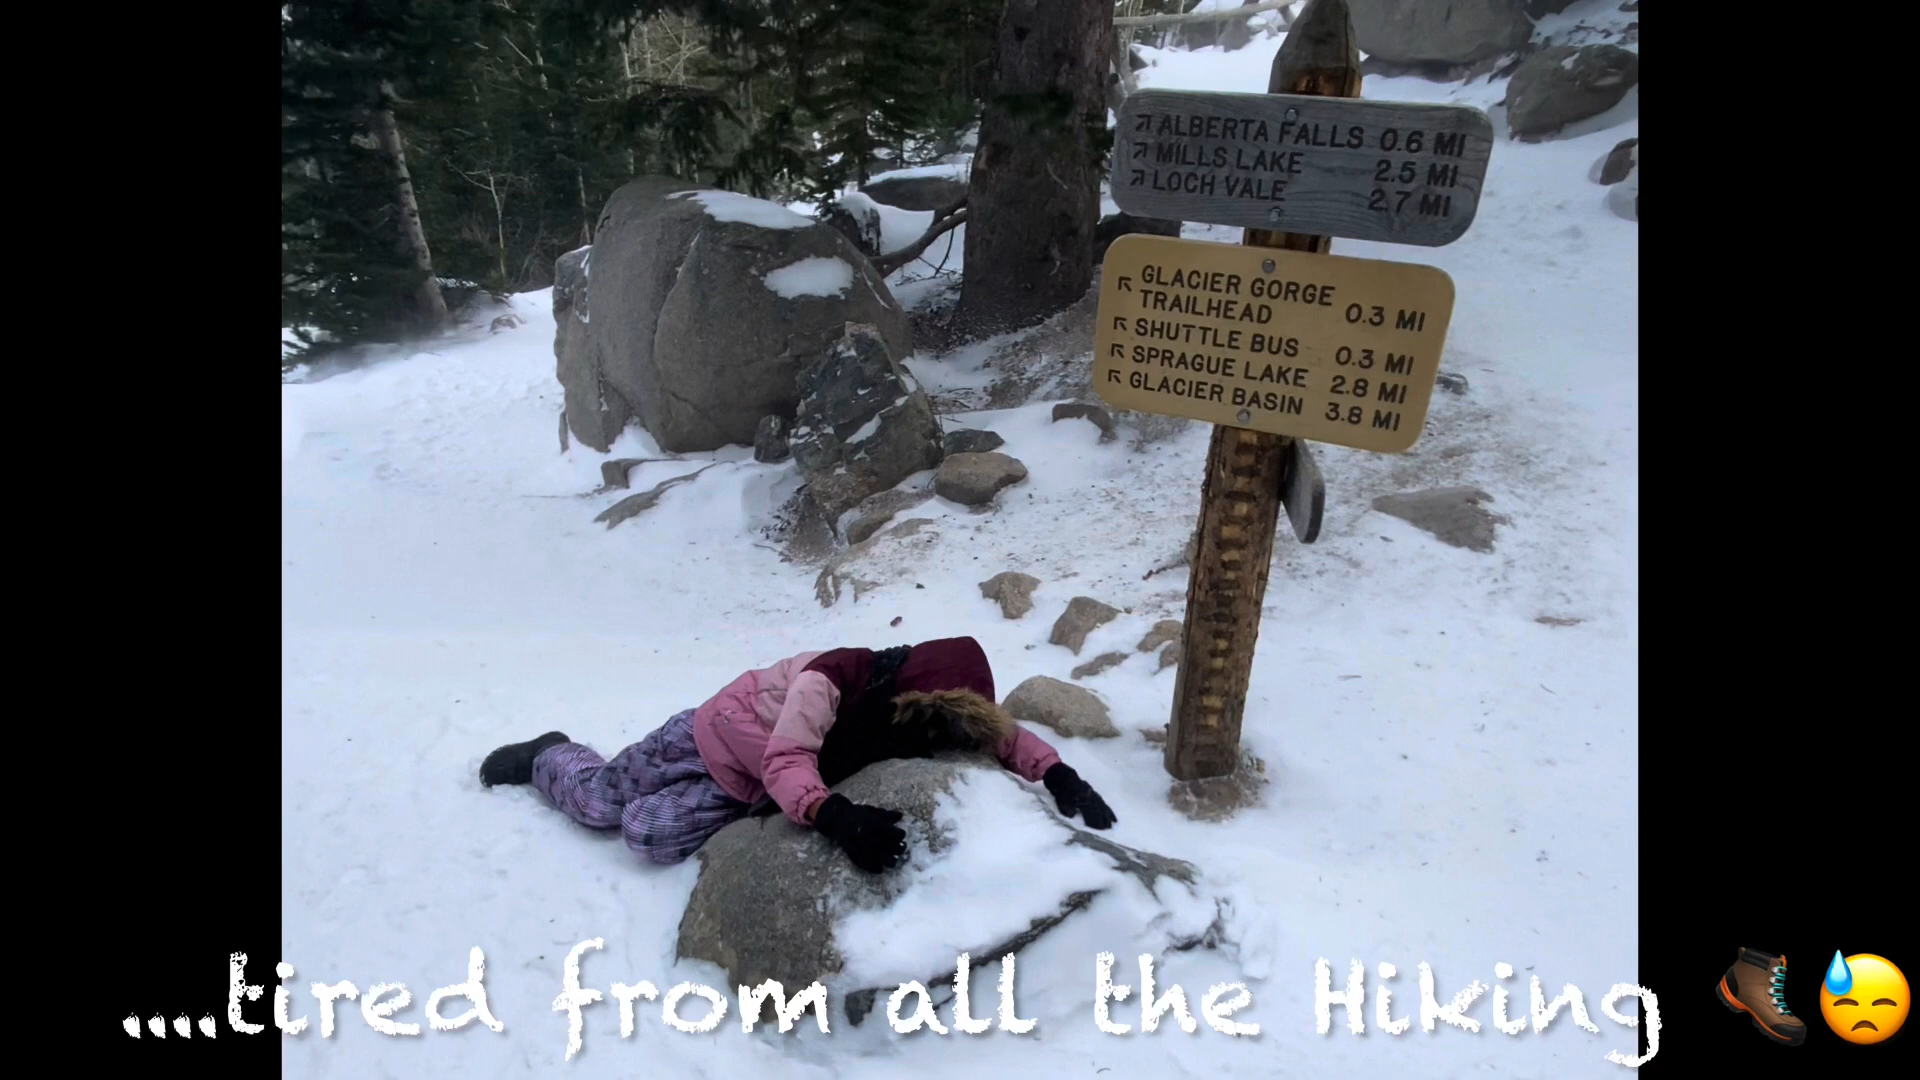 ↗ ALBERTA FALLS 0.6 MI
↗ MILLS LAKE 2.5 MI
↗ LOCH VALE 2.7 MI
↖ GLACIER GORGE
TRAILHEAD 0.3 MI
↖ SHUTTLE BUS 0.3 MI
↖ SPRAGUE LAKE 2.8 MI
↖ GLACIER BASIN 3.8 MI
....tired from all the Hiking 🥾😓